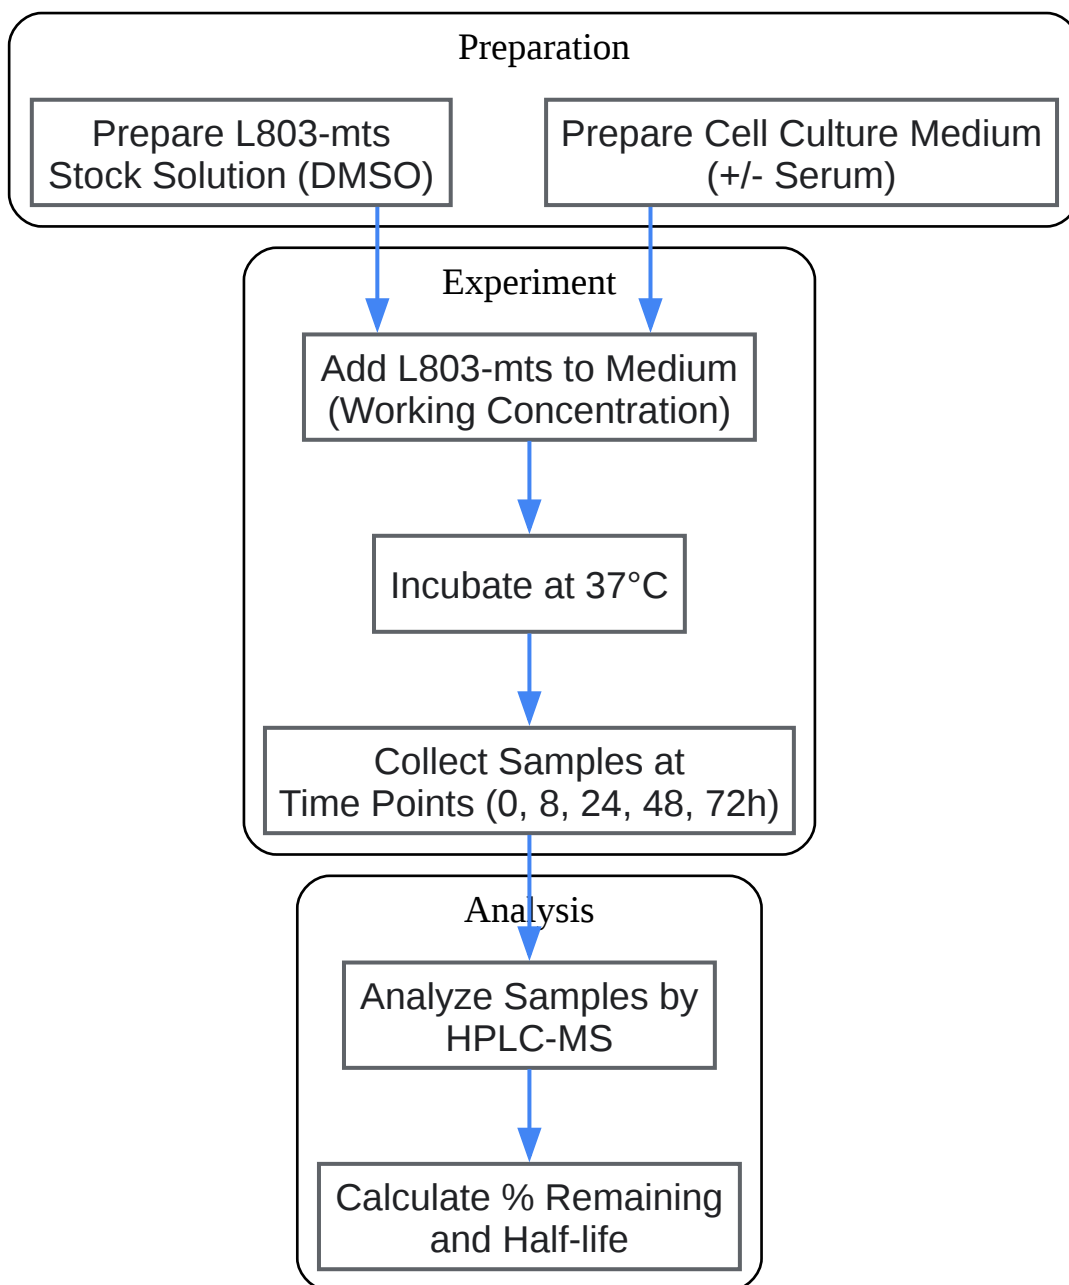 Preparation
Prepare L803-mts
Stock Solution (DMSO)
Prepare Cell Culture Medium
(+/- Serum)
Experiment
Add L803-mts to Medium
(Working Concentration)
Incubate at 37°C
Collect Samples at
Time Points (0, 8, 24, 48, 72h)
Analysis
Analyze Samples by
HPLC-MS
Calculate % Remaining
and Half-life